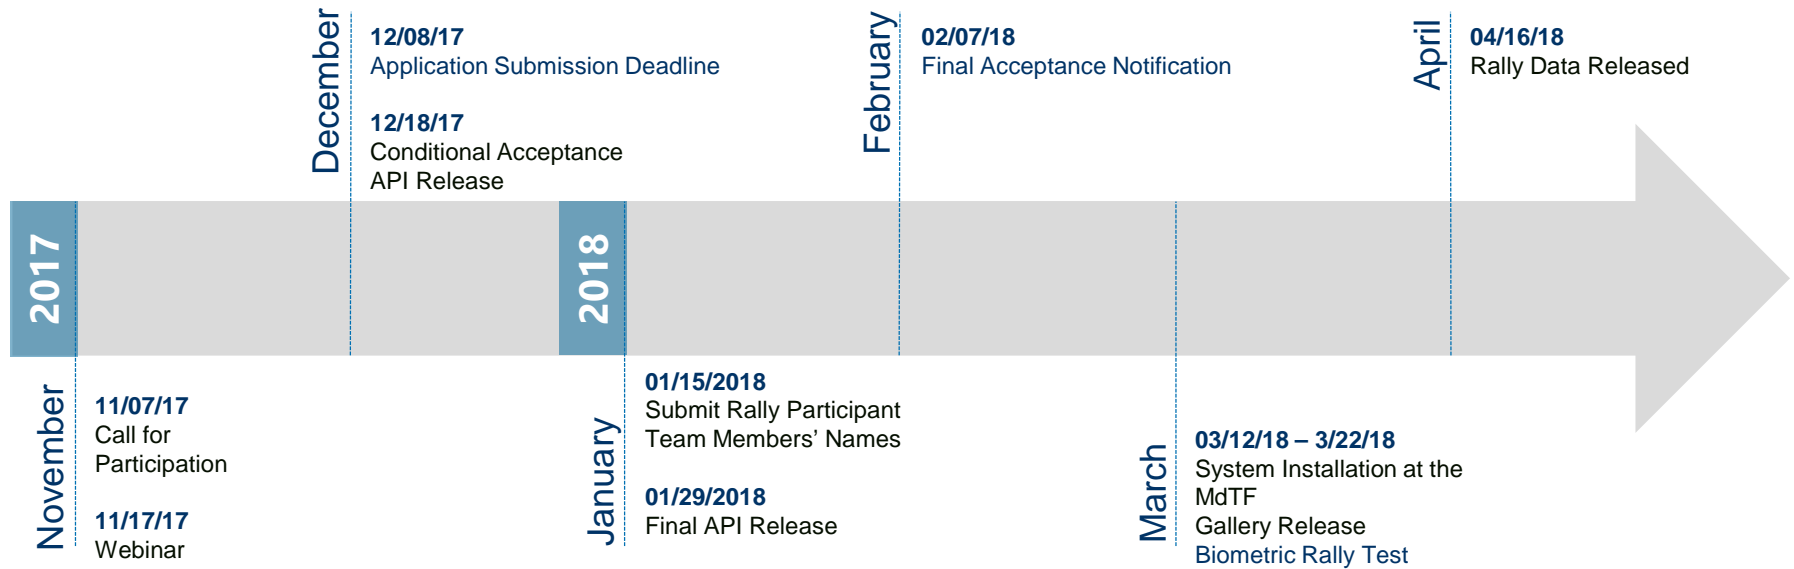 2017
November
11/07/17
Call for
Participation
11/17/17
Webinar
December
12/08/17
Application Submission Deadline
12/18/17
Conditional Acceptance
API Release
2018
January
01/15/2018
Submit Rally Participant
Team Members’ Names
01/29/2018
Final API Release
February
02/07/18
Final Acceptance Notification
March
03/12/18 – 3/22/18
System Installation at the
MdTF
Gallery Release
Biometric Rally Test
April
04/16/18
Rally Data Released